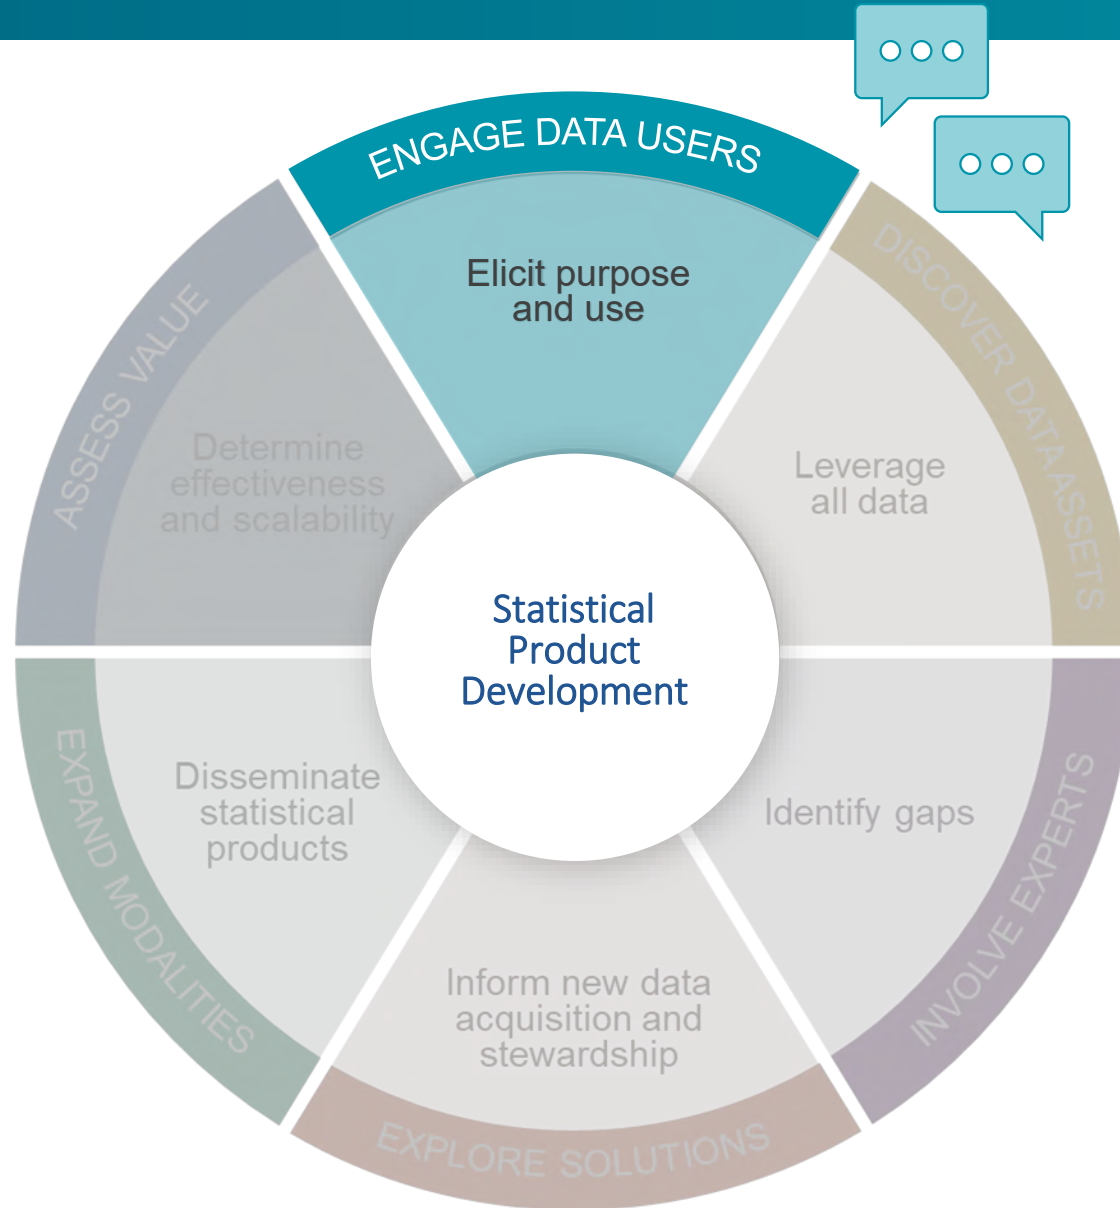 ENGAGE DATA USERS
Elicit purpose
and use
DISCOVER DATA ASSETS
Leverage
all data
INVOLVE EXPERTS
Identify gaps
EXPLORE SOLUTIONS
Inform new data
acquisition and
stewardship
EXPAND MODALITIES
Disseminate
statistical
products
ASSESS VALUE
Determine
effectiveness
and scalability
Statistical
Product
Development